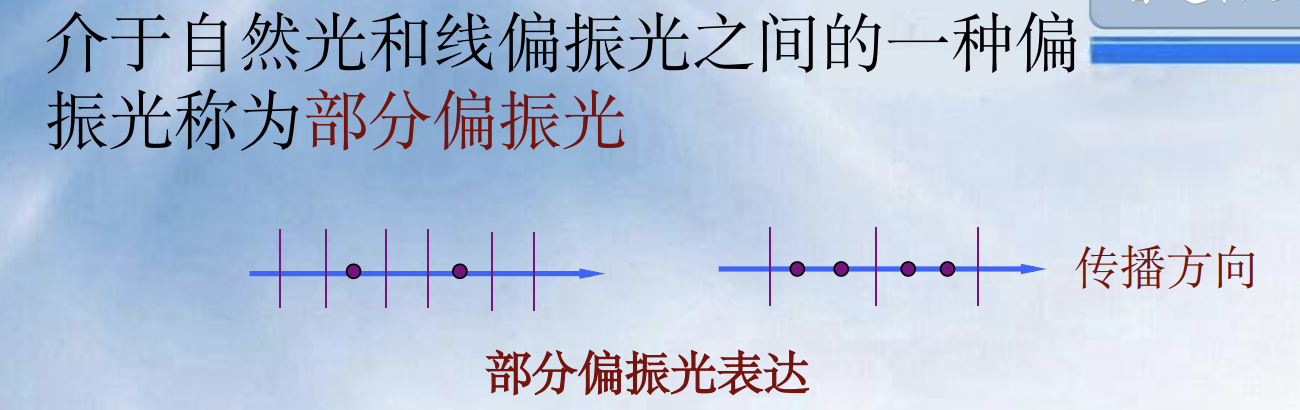 介于自然光和线偏振光之间的一种偏
振光称为部分偏振光
传播方向
部分偏振光表达